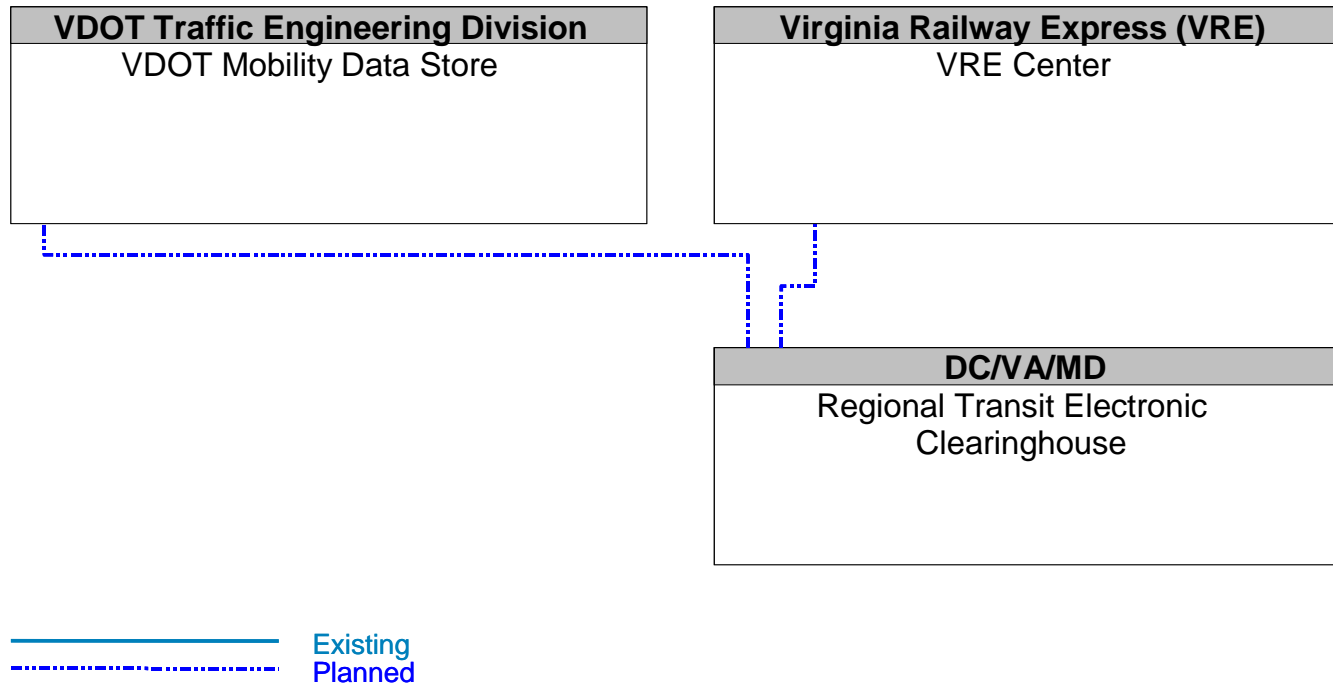 VDOT Traffic Engineering Division
VDOT Mobility Data Store
Virginia Railway Express (VRE)
VRE Center
DC/VA/MD
Regional Transit Electronic
Clearinghouse
Existing
Planned